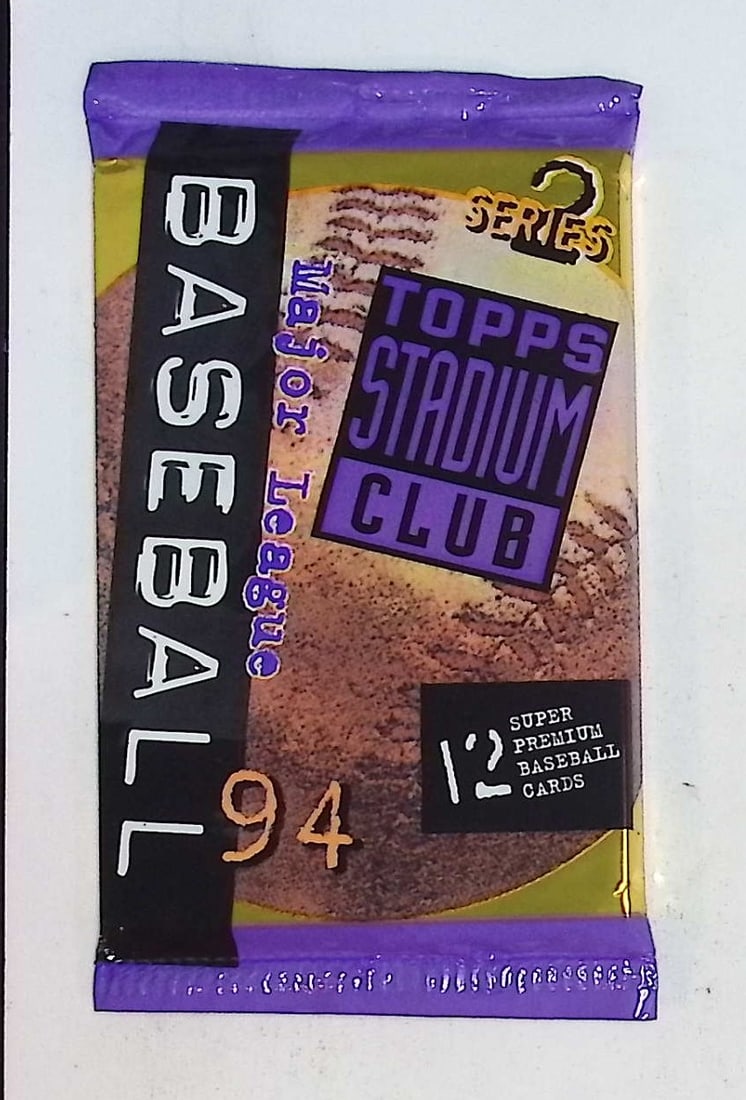 SERIES 2
BASEBALL
Major League
TOPPS
STADIUM
CLUB
12
SUPER
PREMIUM
BASEBALL
CARDS
94